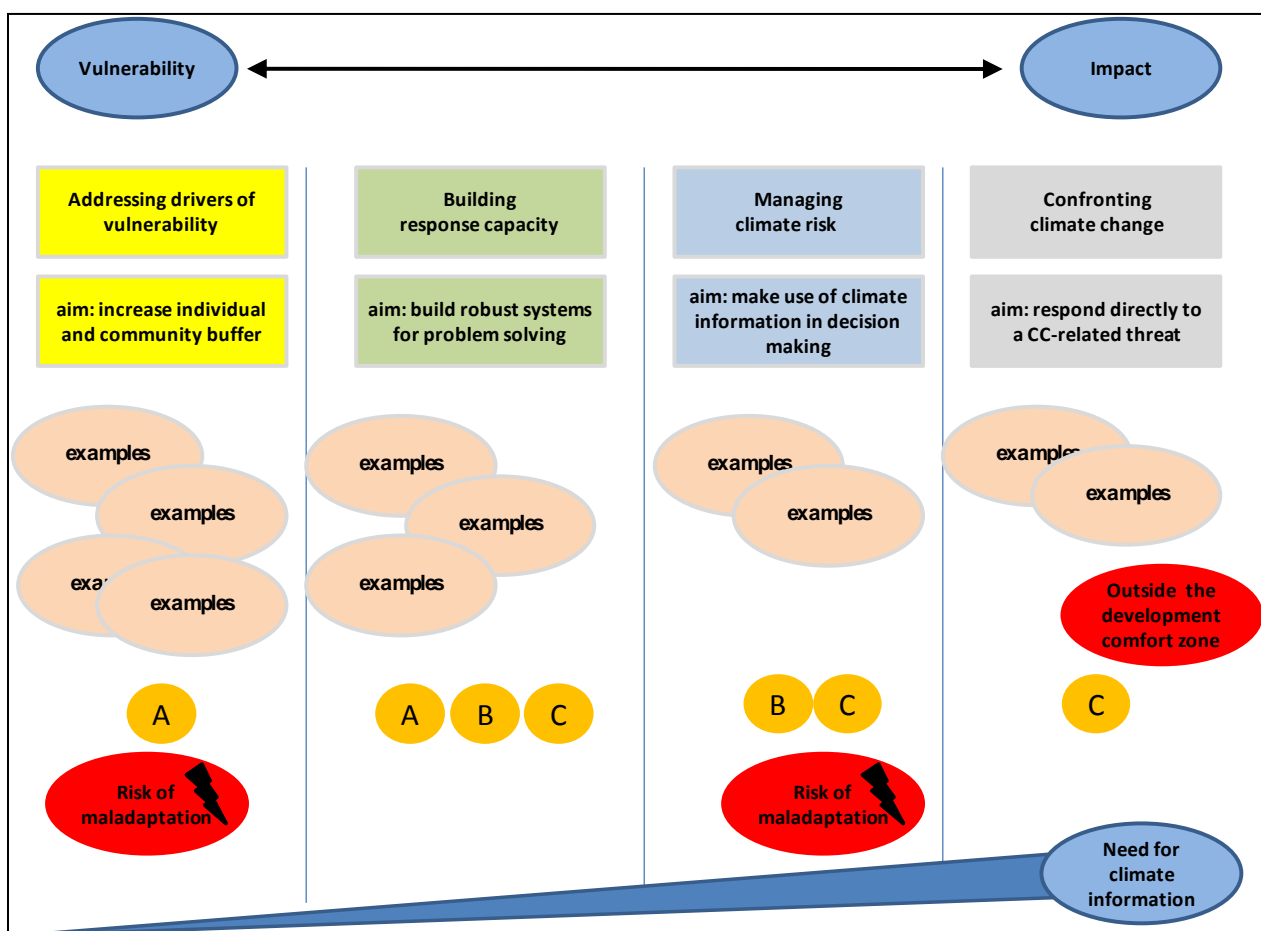 Vulnerability
Impact
Addressing drivers of
vulnerability
Building
response capacity
Managing
climate risk
Confronting
climate change
aim: increase individual
and community buffer
aim: build robust systems
for problem solving
aim: make use of climate
information in decision
making
aim: respond directly to
a CC-related threat
examples
examples
exam
examples
examples
examples
examples
examples
examples
examples
examples
Outside the
development
comfort zone
A
A B C
B C
C
Risk of
maladaptation
Risk of
maladaptation
Need for
climate
information